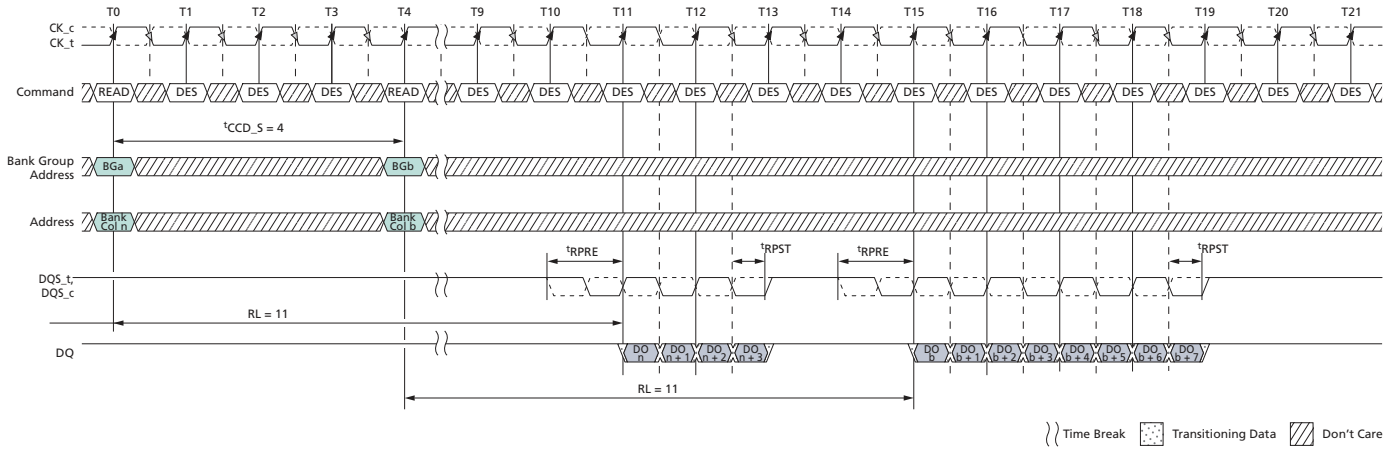 T0 T1 T2 T3 T4 T9 T10 T11 T12 T13 T14 T15 T16 T17 T18 T19 T20 T21
CK_c
CK_t
Command READ DES DES DES READ DES DES DES DES DES DES DES DES DES DES DES DES DES
tCCD_S = 4
Bank Group
Address
BGa BGb
Address
Bank
Col n
Bank
Col b
tRPRE tRPST tRPRE tRPST
DQS_t,
DQS_c
RL = 11
DQ
DO
n
DO
n + 1
DO
n + 2
DO
n + 3
DO
b
DO
b + 1
DO
b + 2
DO
b + 3
DO
b + 4
DO
b + 5
DO
b + 6
DO
b + 7
RL = 11
Time Break Transitioning Data Don't Care